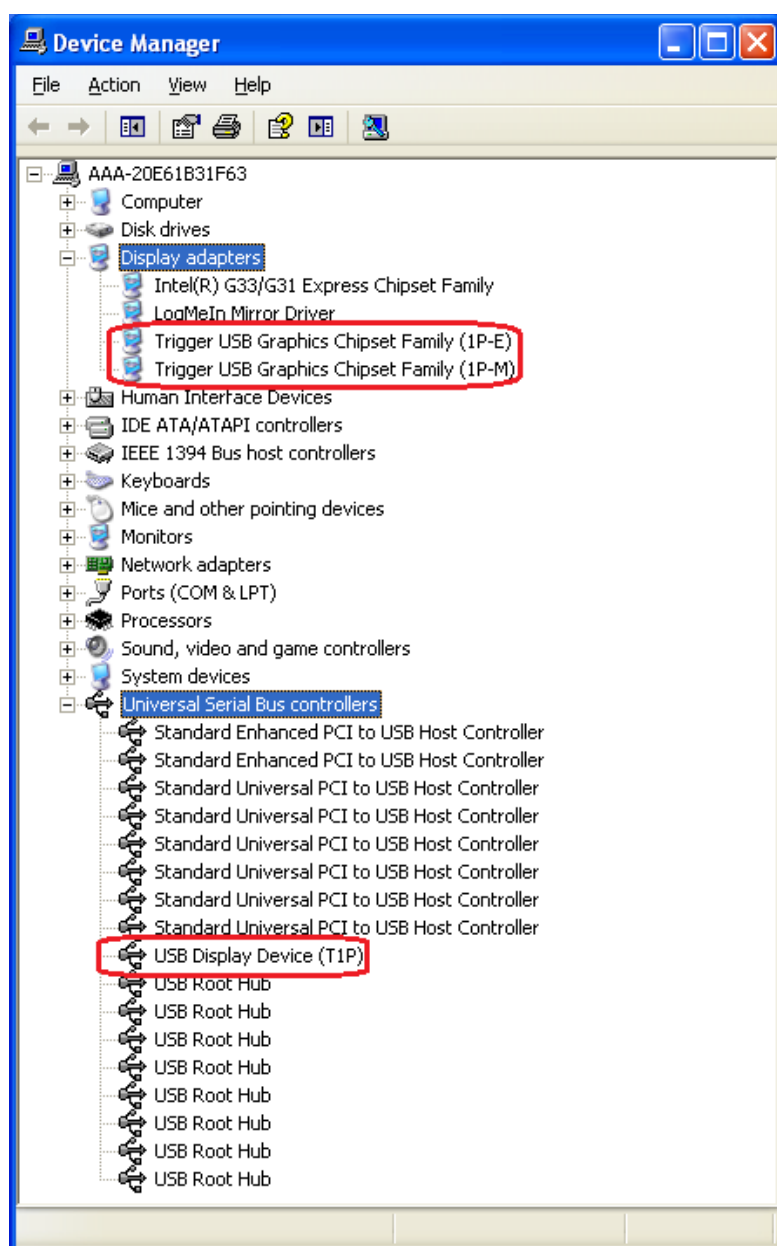 Device Manager
File Action View Help
AAA-20E61B31F63
Computer
Disk drives
Display adapters
Intel(R) G33/G31 Express Chipset Family
LogMeIn Mirror Driver
Trigger USB Graphics Chipset Family (1P-E)
Trigger USB Graphics Chipset Family (1P-M)
Human Interface Devices
IDE ATA/ATAPI controllers
IEEE 1394 Bus host controllers
Keyboards
Mice and other pointing devices
Monitors
Network adapters
Ports (COM & LPT)
Processors
Sound, video and game controllers
System devices
Universal Serial Bus controllers
Standard Enhanced PCI to USB Host Controller
Standard Enhanced PCI to USB Host Controller
Standard Universal PCI to USB Host Controller
Standard Universal PCI to USB Host Controller
Standard Universal PCI to USB Host Controller
Standard Universal PCI to USB Host Controller
Standard Universal PCI to USB Host Controller
Standard Universal PCI to USB Host Controller
USB Display Device (T1P)
USB Root Hub
USB Root Hub
USB Root Hub
USB Root Hub
USB Root Hub
USB Root Hub
USB Root Hub
USB Root Hub